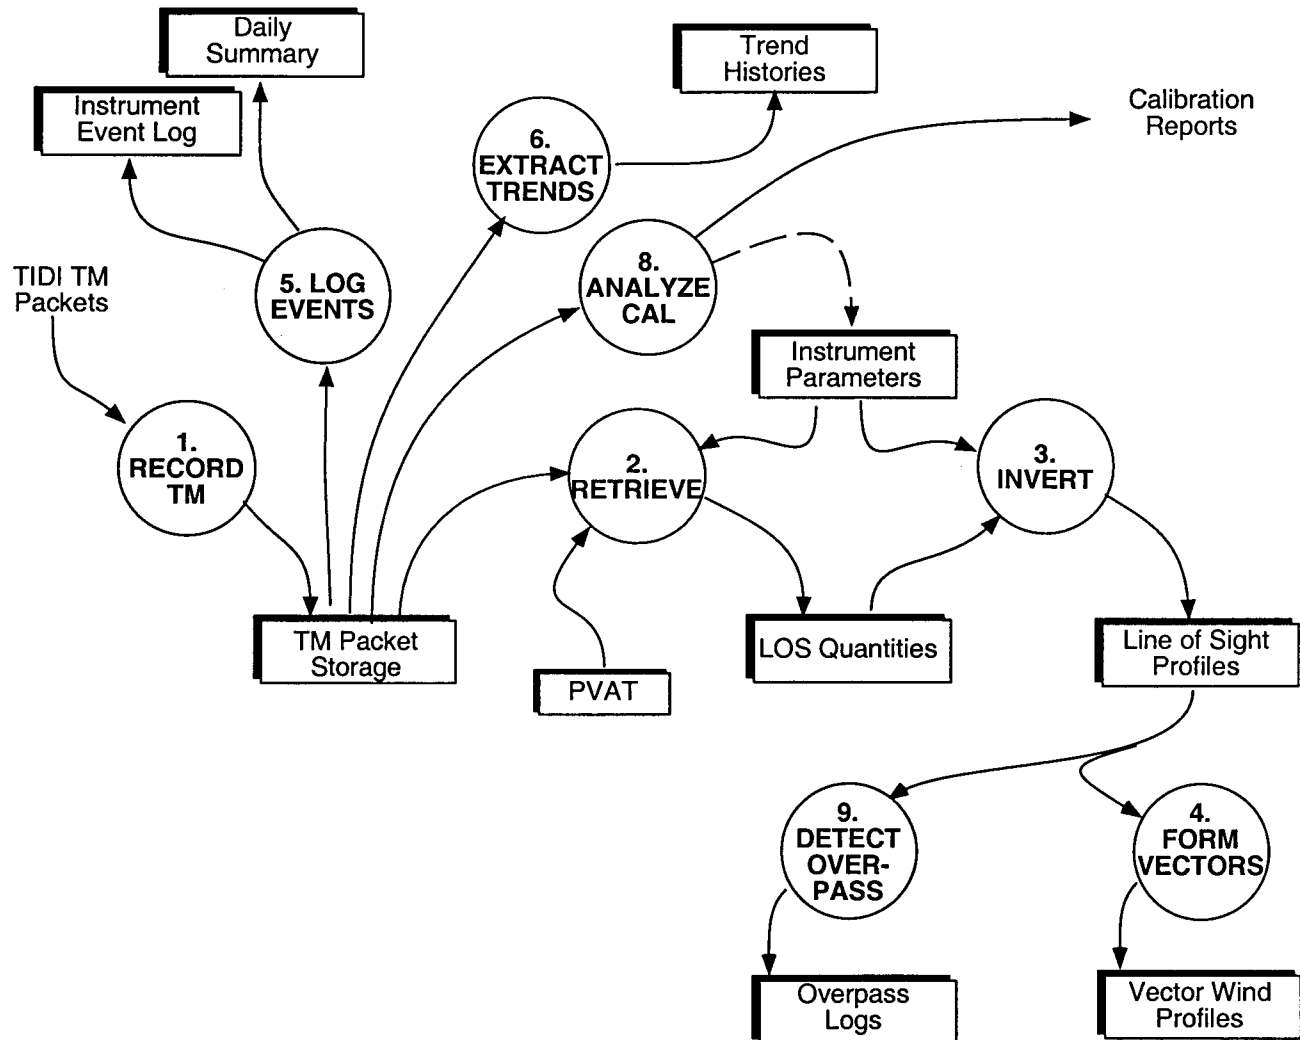 Daily
Summary
Trend
Histories
Instrument
Event Log
Calibration
Reports
6.
EXTRACT
TRENDS
TIDI TM
Packets
5. LOG
EVENTS
8.
ANALYZE
CAL
Instrument
Parameters
1.
RECORD
TM
2.
RETRIEVE
3.
INVERT
TM Packet
Storage
PVAT
LOS Quantities
Line of Sight
Profiles
9.
DETECT
OVER-
PASS
4.
FORM
VECTORS
Overpass
Logs
Vector Wind
Profiles